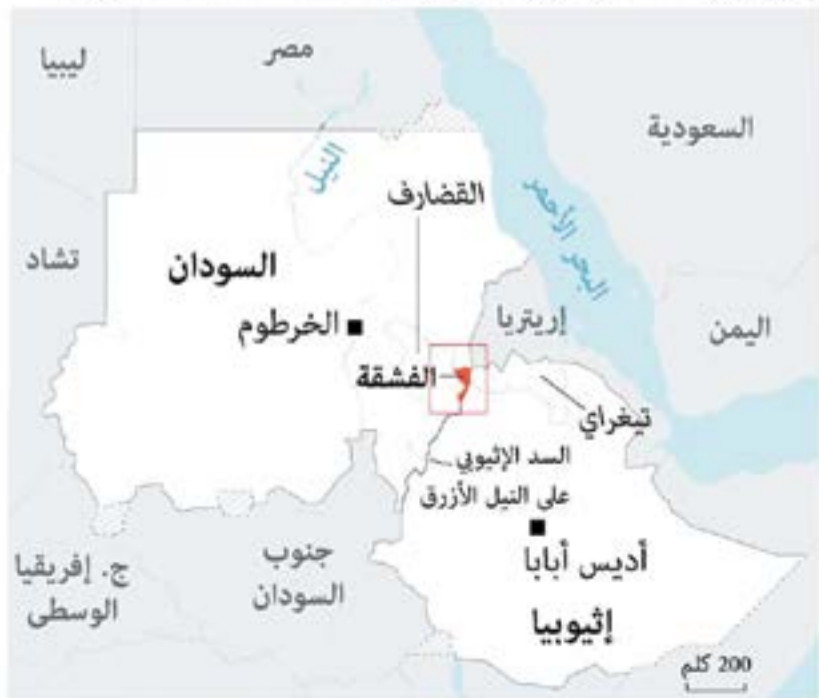 مصر
ليبيا
السعودية
النيل
القضارف
البحر الأحمر
تشاد
السودان
إريتريا
اليمن
الخرطوم
الفشقة
تيغراي
السد الإثيوبي
على النيل الأزرق
جنوب
السودان
ج. إفريقيا
الوسطى
أديس أبابا
إثيوبيا
200 كلم